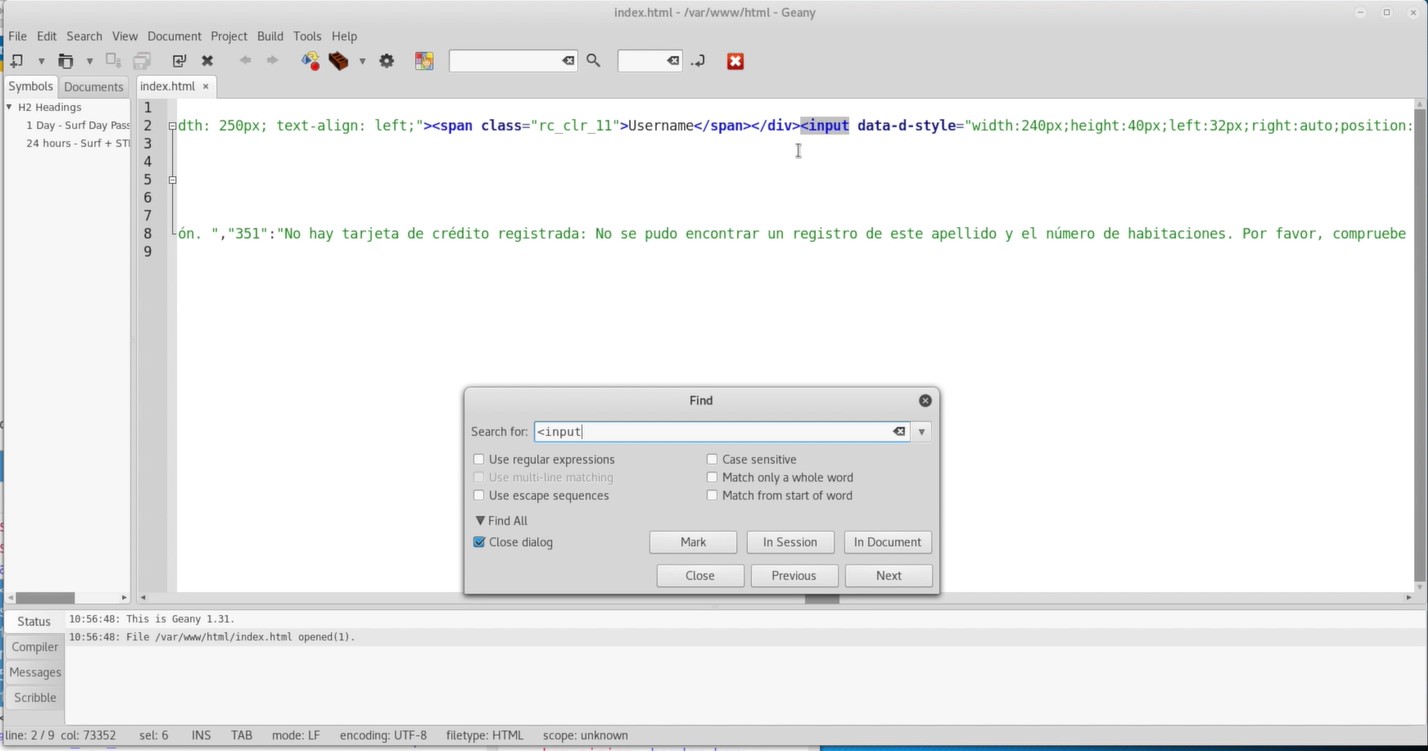 index.html - /var/www/html - Geany
File Edit Search View Document Project Build Tools Help
Symbols Documents index.html
H2 Headings
1 Day - Surf Day Pass
24 hours - Surf + STI
1
2 dth: 250px; text-align: left;"><span class="rc_clr_11">Username</span></div><input data-d-style="width:240px;height:40px;left:32px;right:auto;position:
3
4
5
6
7
8 ón. ","351":"No hay tarjeta de crédito registrada: No se pudo encontrar un registro de este apellido y el número de habitaciones. Por favor, compruebe
9
Find
Search for: <input
Use regular expressions Case sensitive
Use multi-line matching Match only a whole word
Use escape sequences Match from start of word
Find All
Close dialog Mark In Session In Document
Close Previous Next
Status 10:56:48: This is Geany 1.31.
10:56:48: File /var/www/html/index.html opened(1).
Compiler
Messages
Scribble
line: 2 / 9 col: 73352 sel: 6 INS TAB mode: LF encoding: UTF-8 filetype: HTML scope: unknown